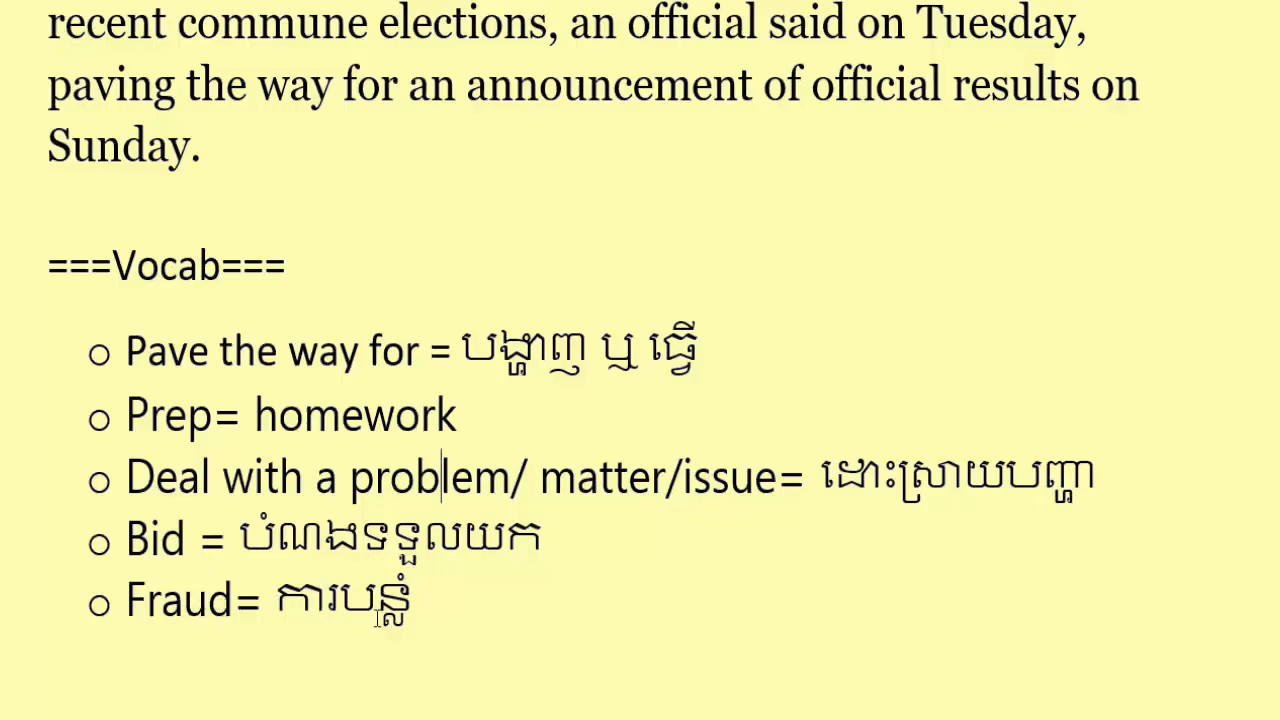 recent commune elections, an official said on Tuesday,
paving the way for an announcement of official results on
Sunday.
===Vocab===
○ Pave the way for = បង្ហាញ ឬ ធ្វើ
○ Prep= homework
○ Deal with a problem/ matter/issue= ដោះស្រាយបញ្ហា
○ Bid = បំណងទទួលយក
○ Fraud= ការបន្លំ